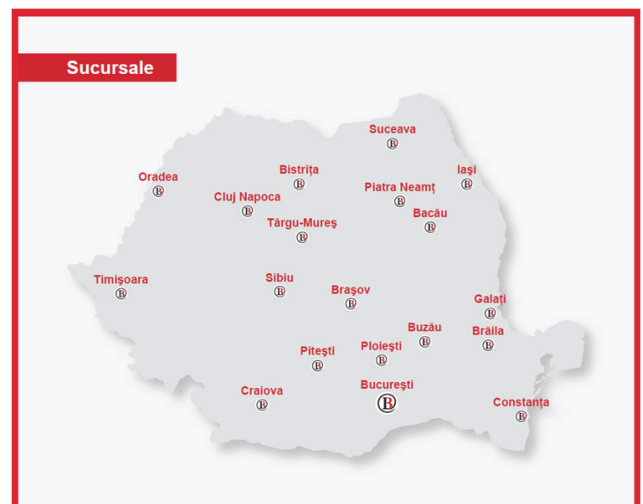 Sucursale
Suceava
Bistrița
Iași
Oradea
Piatra Neamț
Cluj Napoca
Bacău
Târgu-Mureș
Timișoara
Sibiu
Brașov
Galați
Buzău
Brăila
Pitești
Ploiești
București
Craiova
Constanța